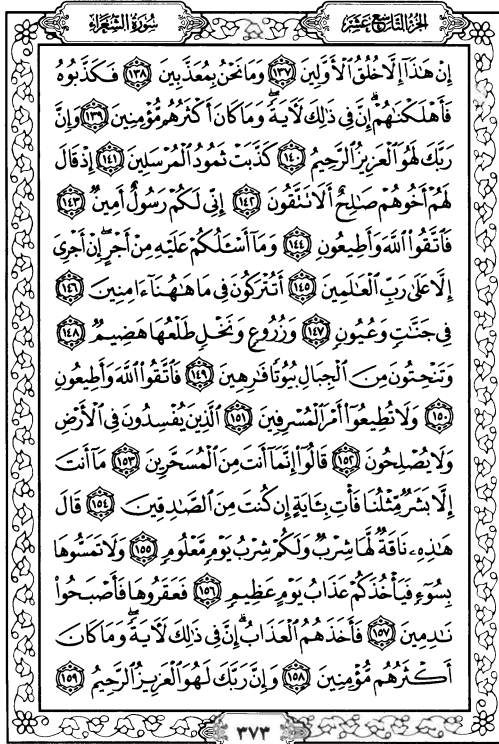 الجزء التاسع عشر
سورة الشعراء
إِنْ هَٰذَآ إِلَّا خُلُقُ ٱلْأَوَّلِينَ ١٣٧ وَمَا نَحْنُ بِمُعَذَّبِينَ ١٣٨ فَكَذَّبُوهُ
فَأَهْلَكْنَٰهُمْ ۗ إِنَّ فِى ذَٰلِكَ لَءَايَةً ۖ وَمَا كَانَ أَكْثَرُهُم مُّؤْمِنِينَ ١٣٩ وَإِنَّ
رَبَّكَ لَهُوَ ٱلْعَزِيزُ ٱلرَّحِيمُ ١٤٠ كَذَّبَتْ ثَمُودُ ٱلْمُرْسَلِينَ ١٤١ إِذْ قَالَ
لَهُمْ أَخُوهُمْ صَٰلِحٌ أَلَا تَتَّقُونَ ١٤٢ إِنِّى لَكُمْ رَسُولٌ أَمِينٌ ١٤٣
فَٱتَّقُوا۟ ٱللَّهَ وَأَطِيعُونِ ١٤٤ وَمَآ أَسْـَٔلُكُمْ عَلَيْهِ مِنْ أَجْرٍ ۖ إِنْ أَجْرِىَ
إِلَّا عَلَىٰ رَبِّ ٱلْعَٰلَمِينَ ١٤٥ أَتُتْرَكُونَ فِى مَا هَٰهُنَآ ءَامِنِينَ ١٤٦
فِى جَنَّٰتٍ وَعُيُونٍ ١٤٧ وَزُرُوعٍ وَنَخْلٍ طَلْعُهَا هَضِيمٌ ١٤٨
وَتَنْحِتُونَ مِنَ ٱلْجِبَالِ بُيُوتًا فَٰرِهِينَ ١٤٩ فَٱتَّقُوا۟ ٱللَّهَ وَأَطِيعُونِ
١٥٠ وَلَا تُطِيعُوٓا۟ أَمْرَ ٱلْمُسْرِفِينَ ١٥١ ٱلَّذِينَ يُفْسِدُونَ فِى ٱلْأَرْضِ
وَلَا يُصْلِحُونَ ١٥٢ قَالُوٓا۟ إِنَّمَآ أَنتَ مِنَ ٱلْمُسَحَّرِينَ ١٥٣ مَآ أَنتَ
إِلَّا بَشَرٌ مِّثْلُنَا فَأْتِ بِـَٔايَةٍ إِن كُنتَ مِنَ ٱلصَّٰدِقِينَ ١٥٤ قَالَ
هَٰذِهِۦ نَاقَةٌ لَّهَا شِرْبٌ وَلَكُمْ شِرْبُ يَوْمٍ مَّعْلُومٍ ١٥٥ وَلَا تَمَسُّوهَا
بِسُوٓءٍ فَيَأْخُذَكُمْ عَذَابُ يَوْمٍ عَظِيمٍ ١٥٦ فَعَقَرُوهَا فَأَصْبَحُوا۟
نَٰدِمِينَ ١٥٧ فَأَخَذَهُمُ ٱلْعَذَابُ ۗ إِنَّ فِى ذَٰلِكَ لَءَايَةً ۖ وَمَا كَانَ
أَكْثَرُهُم مُّؤْمِنِينَ ١٥٨ وَإِنَّ رَبَّكَ لَهُوَ ٱلْعَزِيزُ ٱلرَّحِيمُ ١٥٩
٣٧٣